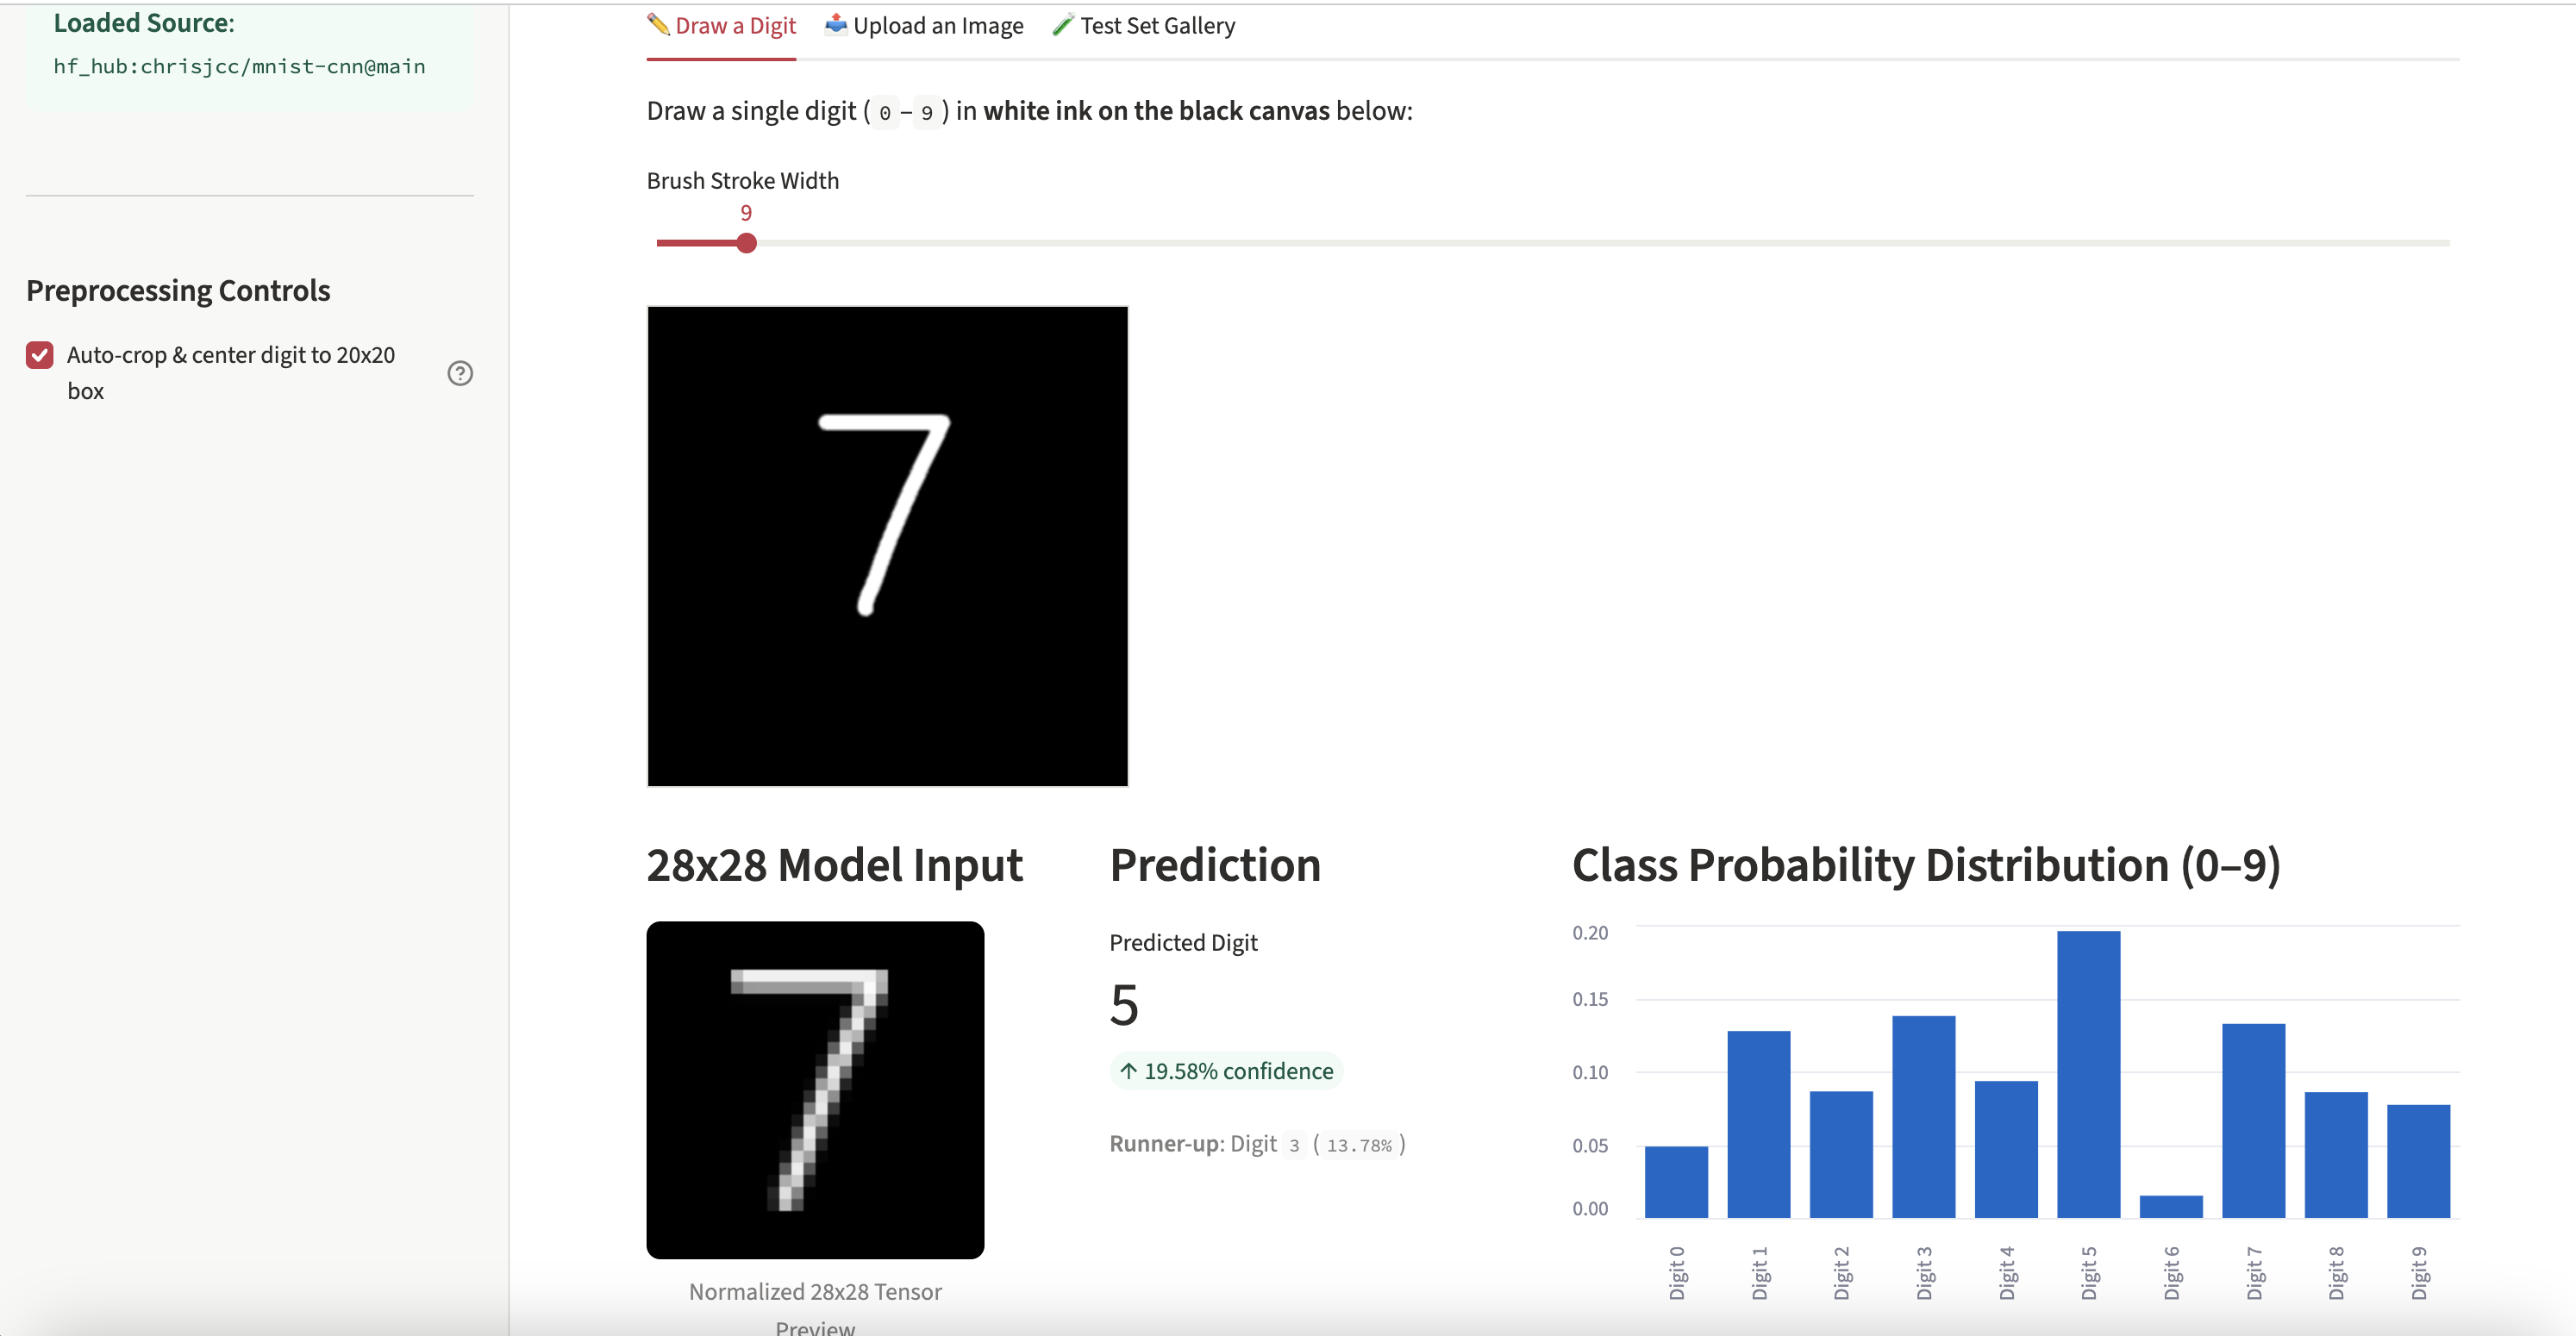 Loaded Source:
hf_hub:chrisjcc/mnist-cnn@main
Preprocessing Controls
Auto-crop & center digit to 20x20
box
Draw a Digit
Upload an Image
Test Set Gallery
Draw a single digit ( 0 – 9 ) in white ink on the black canvas below:
Brush Stroke Width
9
7
28x28 Model Input
7
Normalized 28x28 Tensor
Preview
Prediction
Predicted Digit
5
↑ 19.58% confidence
Runner-up: Digit 3 ( 13.78% )
Class Probability Distribution (0–9)
0.20
0.15
0.10
0.05
0.00
Digit 0
Digit 1
Digit 2
Digit 3
Digit 4
Digit 5
Digit 6
Digit 7
Digit 8
Digit 9